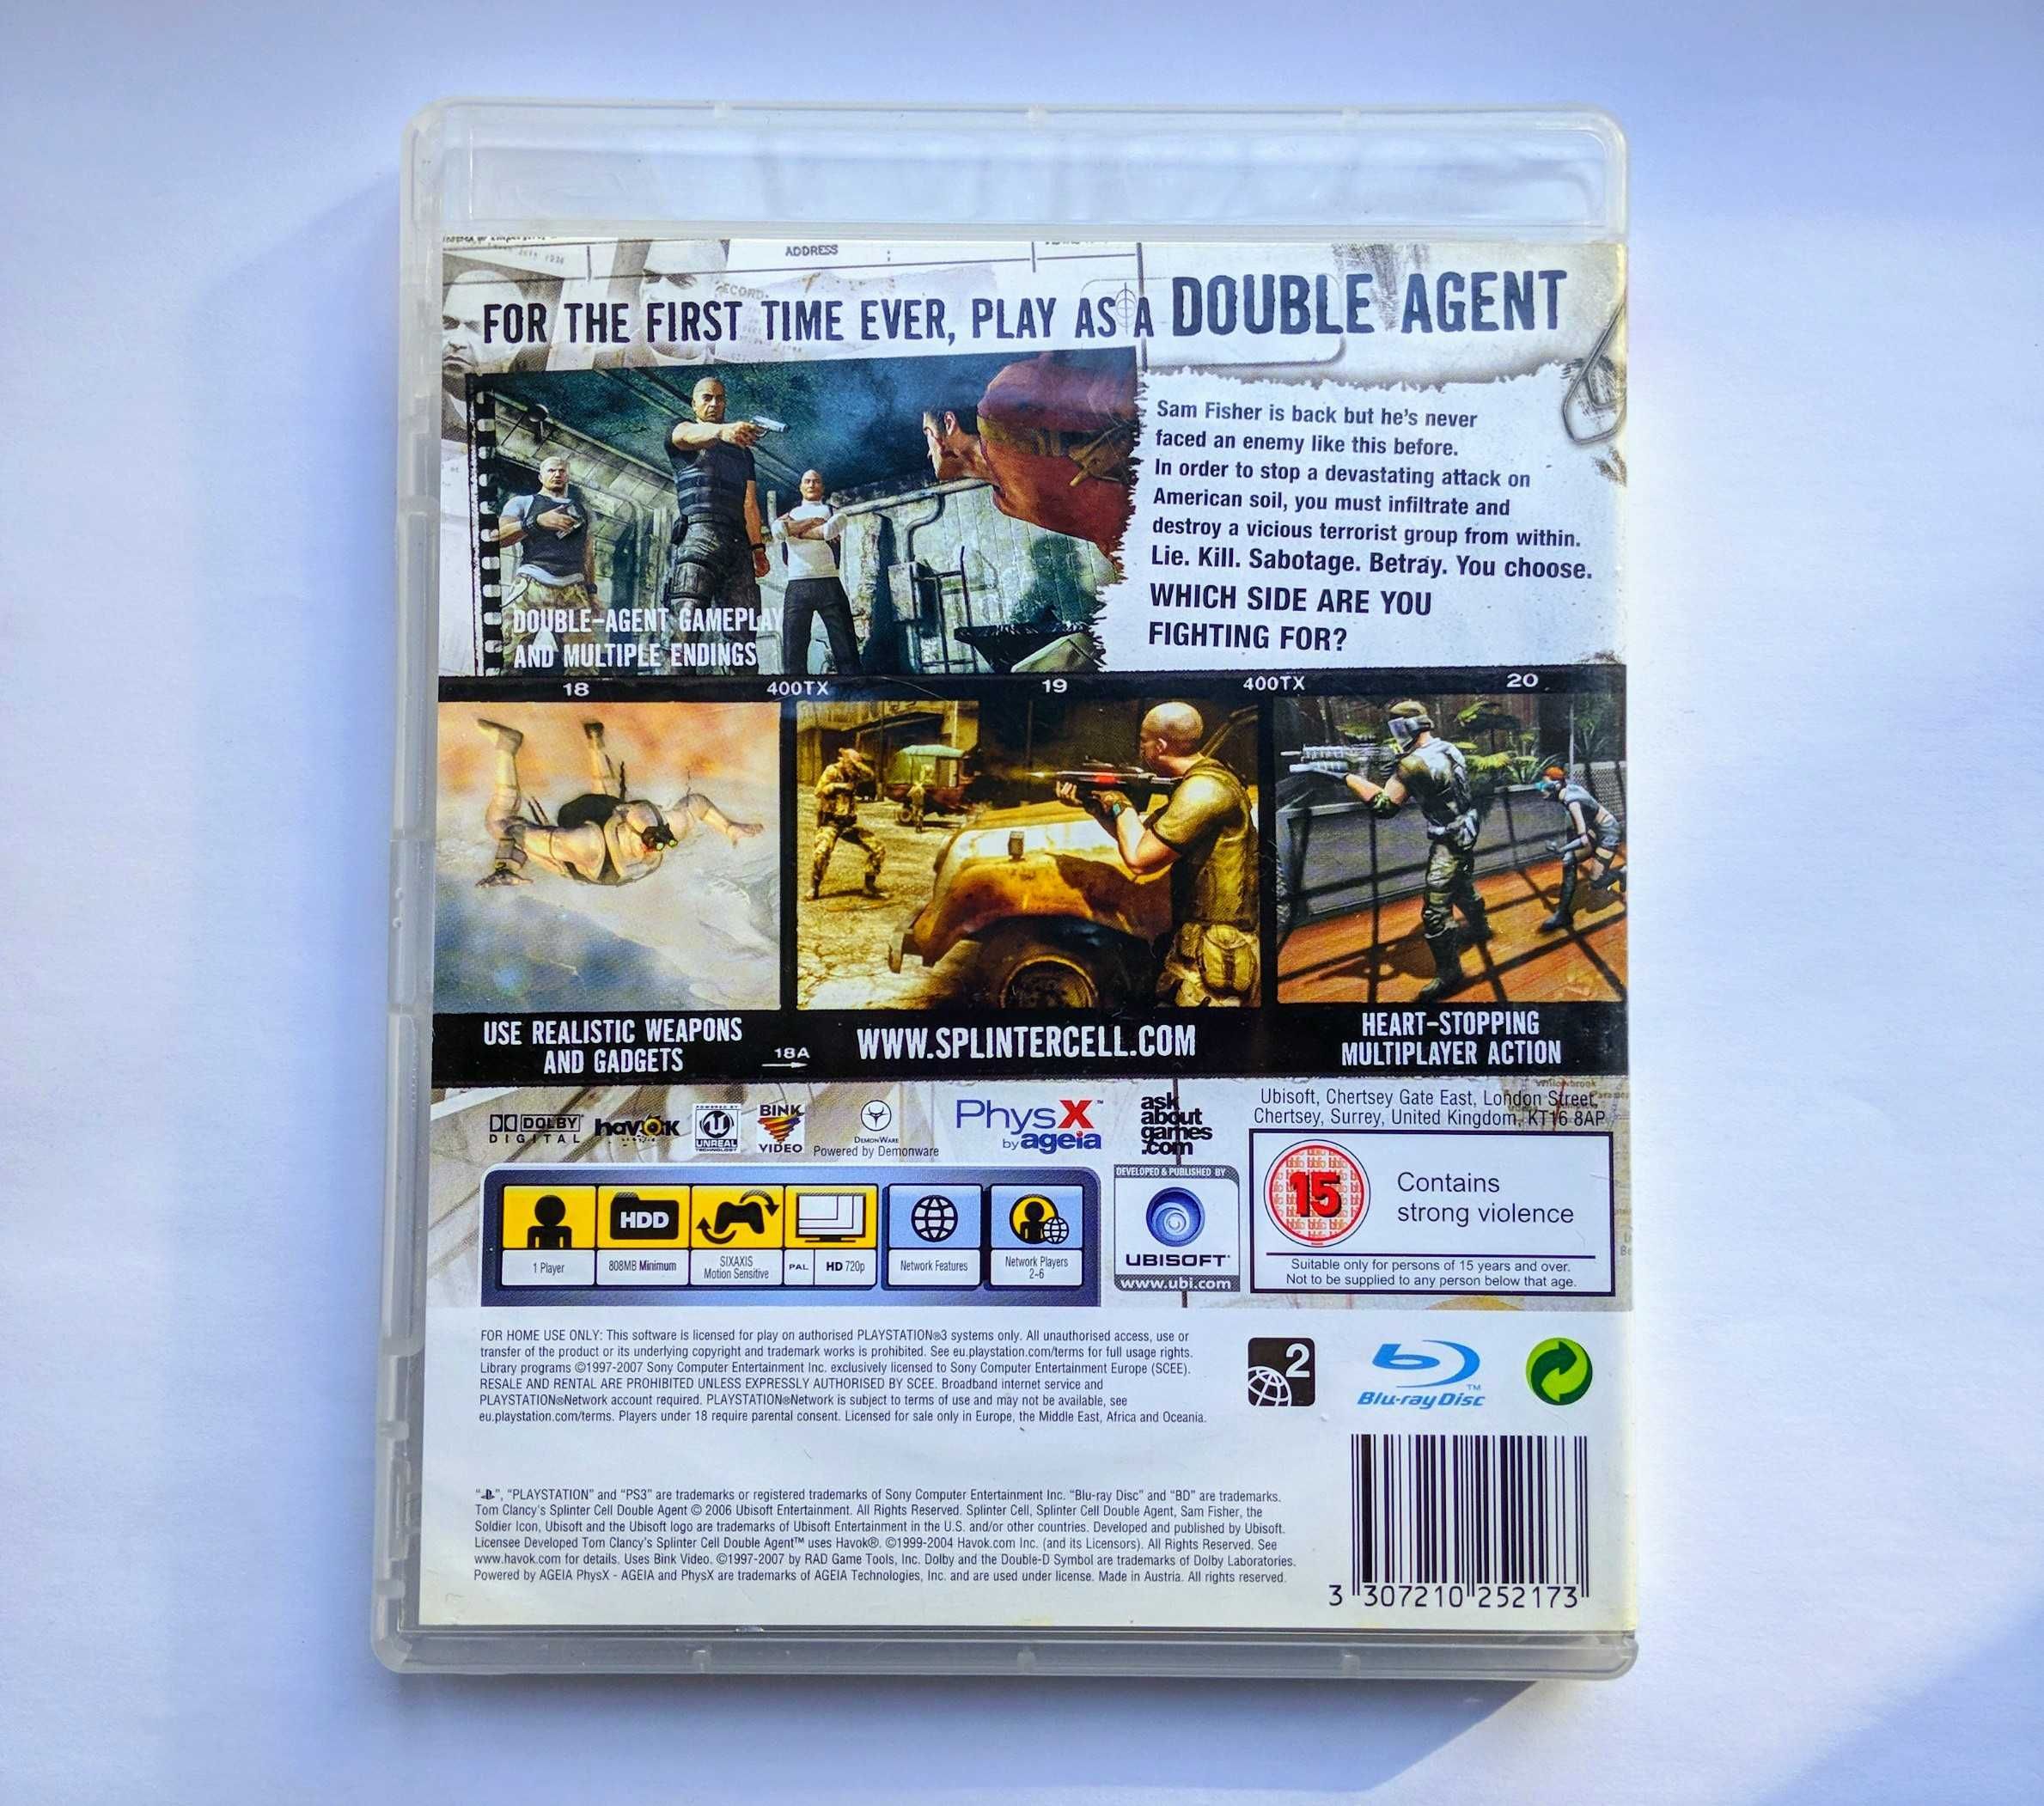 ADDRESS
FOR THE FIRST TIME EVER, PLAY AS A DOUBLE AGENT
Sam Fisher is back but he's never
faced an enemy like this before.
In order to stop a devastating attack on
American soil, you must infiltrate and
destroy a vicious terrorist group from within.
Lie. Kill. Sabotage. Betray. You choose.
WHICH SIDE ARE YOU
FIGHTING FOR?
DOUBLE-AGENT GAMEPLAY
AND MULTIPLE ENDINGS
18 400TX 19 400TX 20
USE REALISTIC WEAPONS
AND GADGETS
18A
WWW.SPLINTERCELL.COM
HEART-STOPPING
MULTIPLAYER ACTION
DOLBY
DIGITAL
havok
POWERED BY
UNREAL
TECHNOLOGY
BINK
VIDEO
DEMONWARE
Powered by Demonware
PhysX™
by ageia
ask
about
games
.com
Ubisoft, Chertsey Gate East, London Street,
Chertsey, Surrey, United Kingdom, KT16 8AP
HDD
1 Player
808MB Minimum
SIXAXIS
Motion Sensitive
PAL HD 720p
Network Features
Network Players
2-6
DEVELOPED & PUBLISHED BY
UBISOFT
www.ubi.com
15
Contains
strong violence
Suitable only for persons of 15 years and over.
Not to be supplied to any person below that age.
FOR HOME USE ONLY: This software is licensed for play on authorised PLAYSTATION®3 systems only. All unauthorised access, use or
transfer of the product or its underlying copyright and trademark works is prohibited. See eu.playstation.com/terms for full usage rights.
Library programs ©1997-2007 Sony Computer Entertainment Inc. exclusively licensed to Sony Computer Entertainment Europe (SCEE).
RESALE AND RENTAL ARE PROHIBITED UNLESS EXPRESSLY AUTHORISED BY SCEE. Broadband internet service and
PLAYSTATION®Network account required. PLAYSTATION®Network is subject to terms of use and may not be available, see
eu.playstation.com/terms. Players under 18 require parental consent. Licensed for sale only in Europe, the Middle East, Africa and Oceania.
2
Blu-ray Disc™
"", "PLAYSTATION" and "PS3" are trademarks or registered trademarks of Sony Computer Entertainment Inc. "Blu-ray Disc" and "BD" are trademarks.
Tom Clancy's Splinter Cell Double Agent © 2006 Ubisoft Entertainment. All Rights Reserved. Splinter Cell, Splinter Cell Double Agent, Sam Fisher, the
Soldier Icon, Ubisoft and the Ubisoft logo are trademarks of Ubisoft Entertainment in the U.S. and/or other countries. Developed and published by Ubisoft.
Licensee Developed Tom Clancy's Splinter Cell Double Agent™ uses Havok®. ©1999-2004 Havok.com Inc. (and its Licensors). All Rights Reserved. See
www.havok.com for details. Uses Bink Video. ©1997-2007 by RAD Game Tools, Inc. Dolby and the Double-D Symbol are trademarks of Dolby Laboratories.
Powered by AGEIA PhysX - AGEIA and PhysX are trademarks of AGEIA Technologies, Inc. and are used under license. Made in Austria. All rights reserved.
3 307210 252173